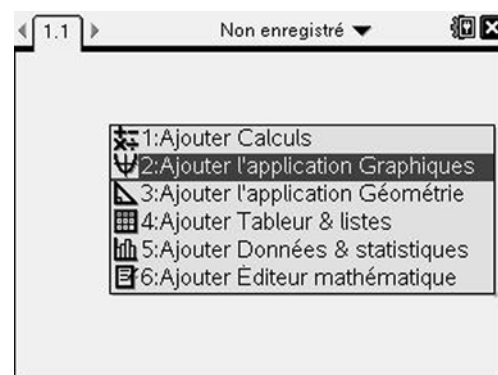 1.1 Non enregistré
1:Ajouter Calculs
2:Ajouter l'application Graphiques
3:Ajouter l'application Géométrie
4:Ajouter Tableur & listes
5:Ajouter Données & statistiques
6:Ajouter Éditeur mathématique